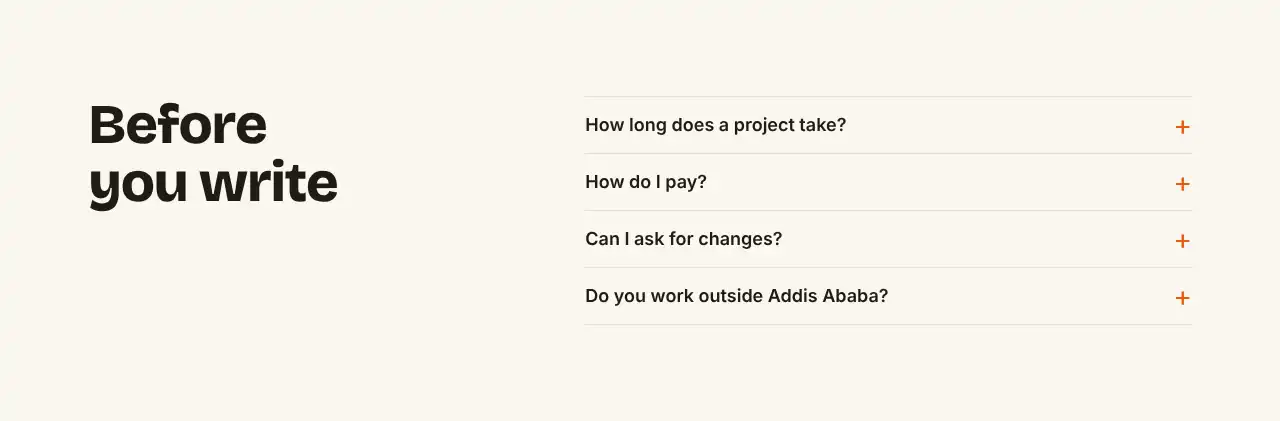 Before
you write
How long does a project take?
How do I pay?
Can I ask for changes?
Do you work outside Addis Ababa?